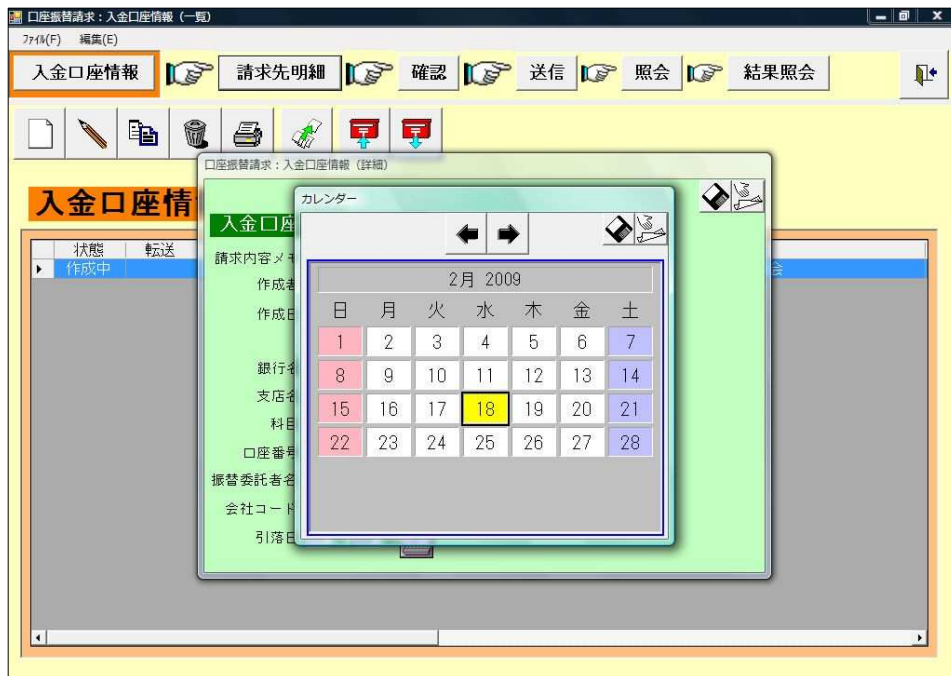 口座振替請求：入金口座情報（一覧）
ﾌｧｲﾙ(F) 編集(E)
入金口座情報 請求先明細 確認 送信 照会 結果照会
口座振替請求：入金口座情報（詳細）
入金口座情
カレンダー
入金口座
状態 転送
作成中 会
請求内容メモ
作成者
作成日
銀行名
支店名
科目
口座番号
振替委託者名
会社コード
引落日
2月 2009
日 月 火 水 木 金 土
1 2 3 4 5 6 7
8 9 10 11 12 13 14
15 16 17 18 19 20 21
22 23 24 25 26 27 28